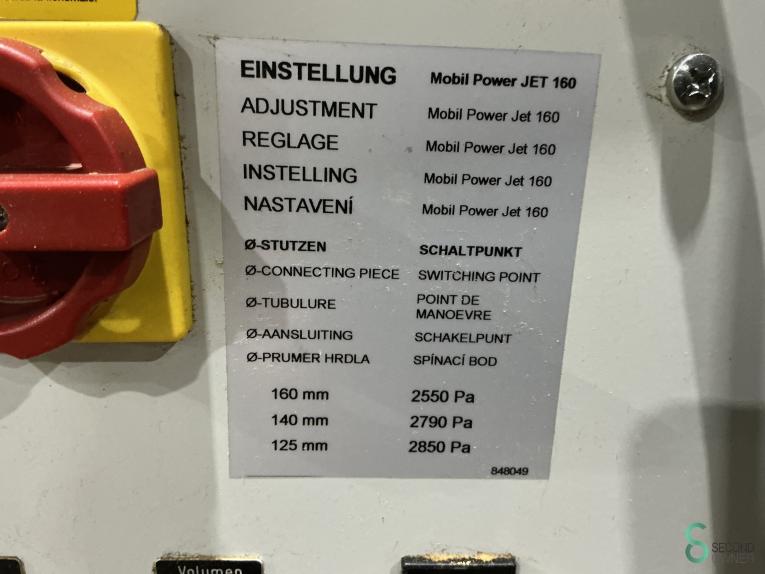 EINSTELLUNG Mobil Power JET 160
ADJUSTMENT Mobil Power Jet 160
REGLAGE Mobil Power Jet 160
INSTELLING Mobil Power Jet 160
NASTAVENÍ Mobil Power Jet 160
Ø-STUTZEN SCHALTPUNKT
Ø-CONNECTING PIECE SWITCHING POINT
Ø-TUBULURE POINT DE
MANOEVRE
Ø-AANSLUITING SCHAKELPUNT
Ø-PRUMER HRDLA SPÍNACÍ BOD
160 mm 2550 Pa
140 mm 2790 Pa
125 mm 2850 Pa
848049
Volumen
SECOND
OWNER